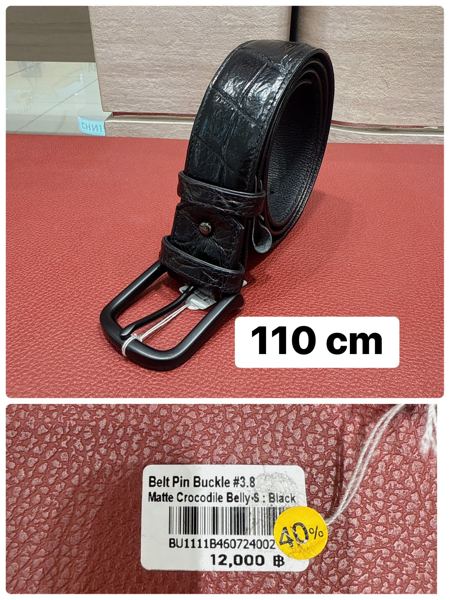 110 cm
Belt Pin Buckle #3.8
Matte Crocodile Belly S : Black
BU1111B460724002
40%
12,000 ฿